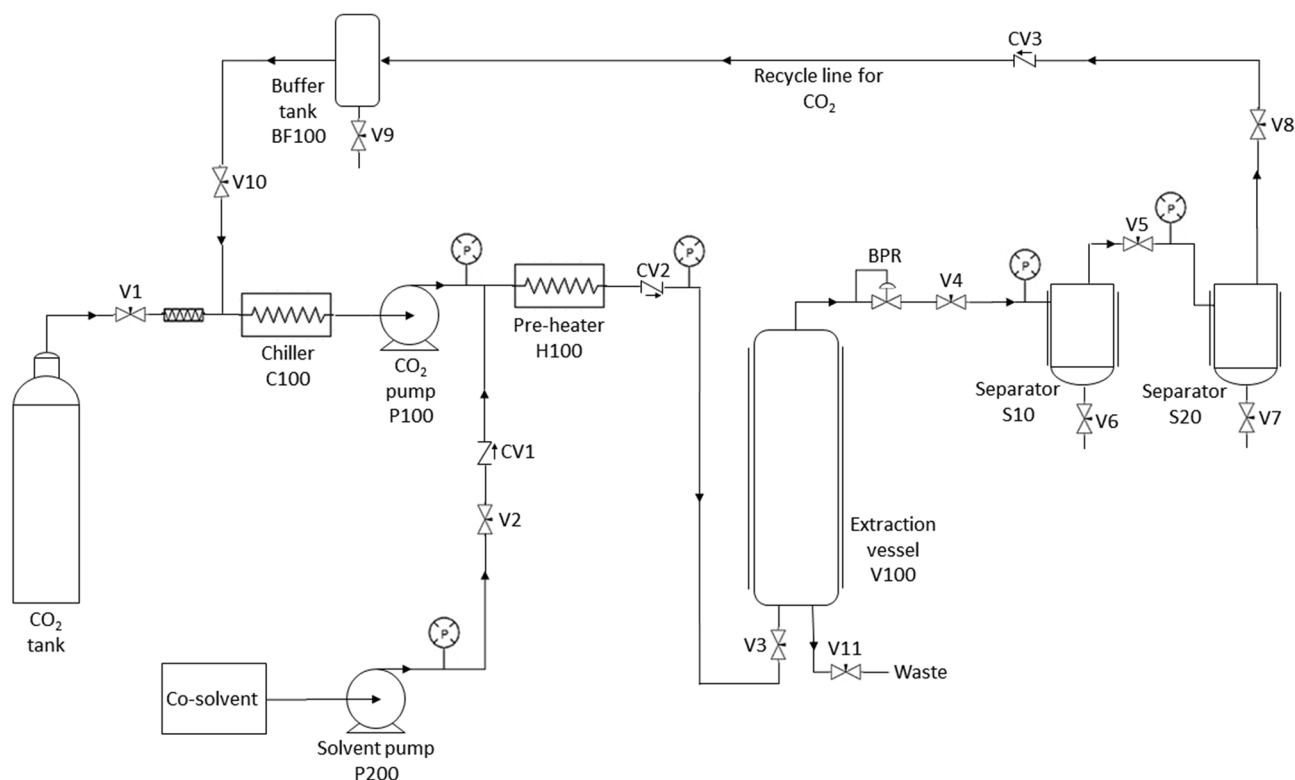 CV3
Recycle line for
CO₂
Buffer
tank
BF100
V9
V8
V10
P
V5
P
P
CV2
BPR
P
V1
V4
Pre-heater
H100
Chiller
C100
CO₂
pump
P100
Separator
S10
V6
Separator
S20
V7
CV1
V2
Extraction
vessel
V100
CO₂
tank
P
V3
V11
Waste
Co-solvent
Solvent pump
P200